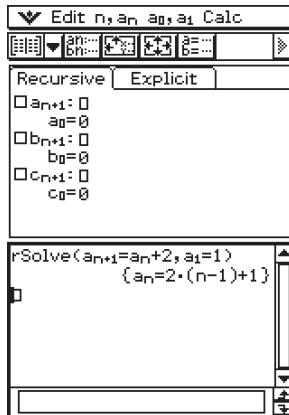 Edit n,aₙ a₀,a₁ Calc
Recursive Explicit
aₙ₊₁:□
a₀=0
bₙ₊₁:□
b₀=0
cₙ₊₁:□
c₀=0
rSolve(aₙ₊₁=aₙ+2,a₁=1)
{aₙ=2·(n-1)+1}